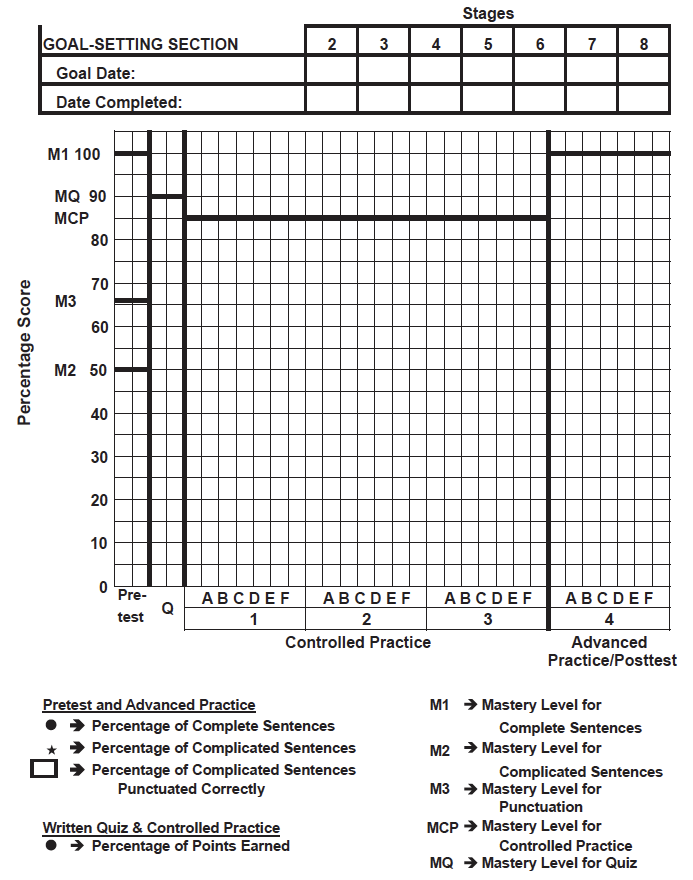 Stages
GOAL-SETTING SECTION 2 3 4 5 6 7 8
Goal Date:
Date Completed:
M1 100
MQ 90
MCP
80
70
M3
60
M2 50
40
30
20
10
0
Percentage Score
Pre-
test
Q
A B C D E F A B C D E F A B C D E F A B C D E F
1 2 3 4
Controlled Practice
Advanced
Practice/Posttest
Pretest and Advanced Practice
● ➔ Percentage of Complete Sentences
★ ➔ Percentage of Complicated Sentences
➔ Percentage of Complicated Sentences
Punctuated Correctly
Written Quiz & Controlled Practice
● ➔ Percentage of Points Earned
M1 ➔ Mastery Level for
Complete Sentences
M2 ➔ Mastery Level for
Complicated Sentences
M3 ➔ Mastery Level for
Punctuation
MCP ➔ Mastery Level for
Controlled Practice
MQ ➔ Mastery Level for Quiz